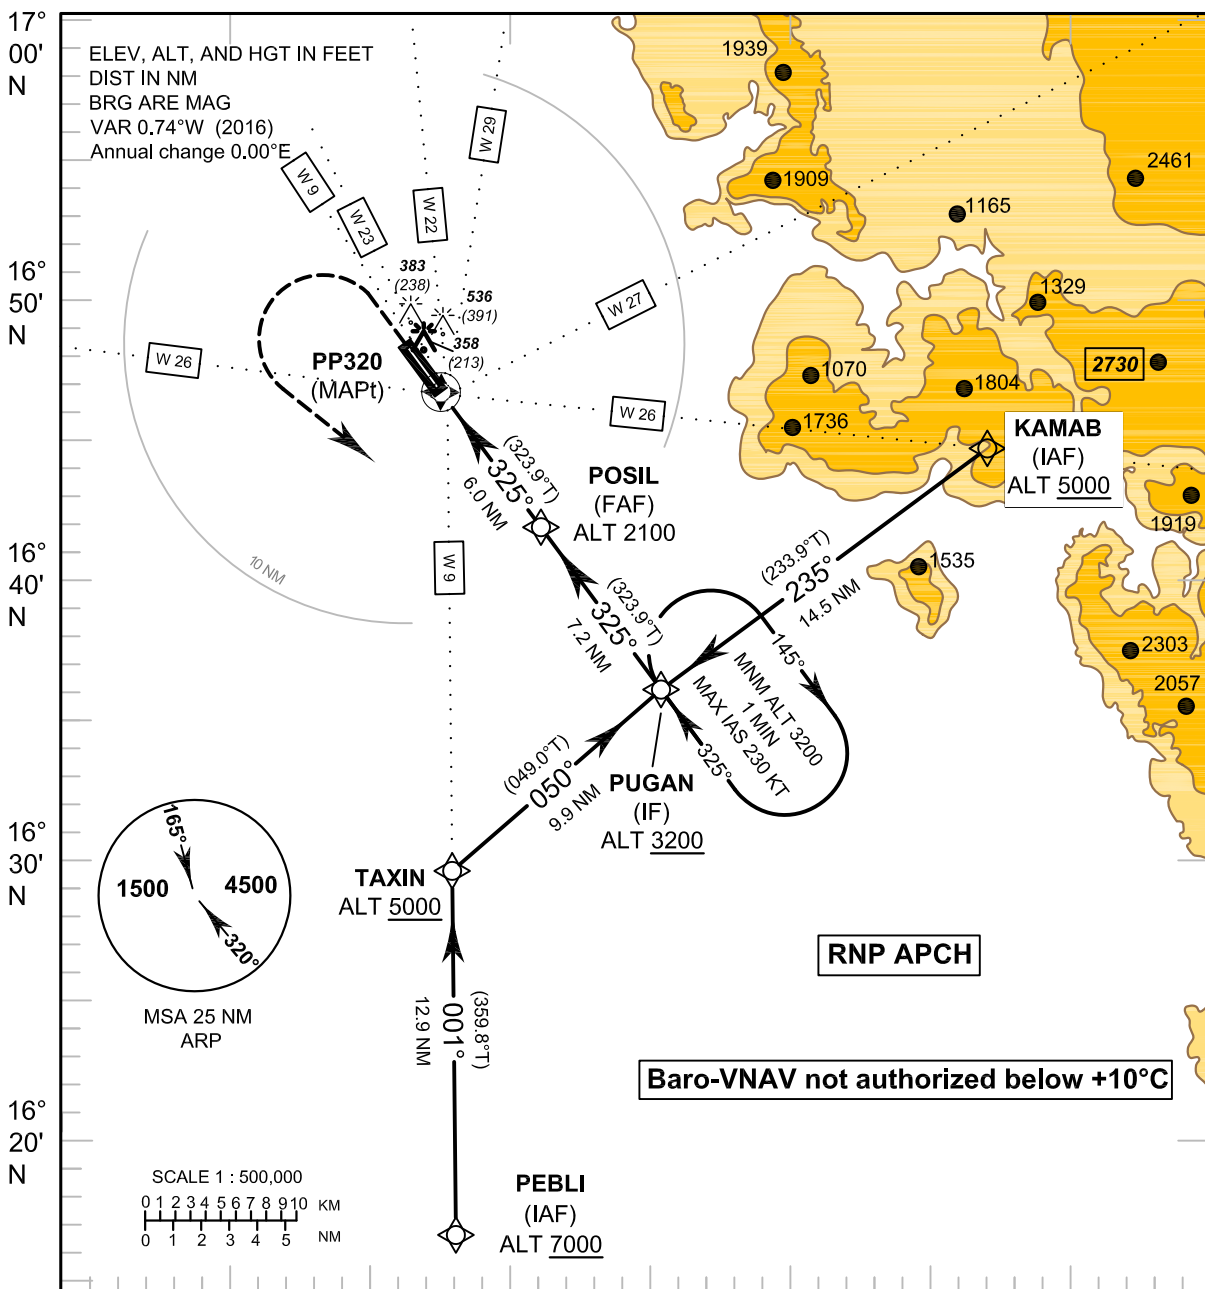 17°
00'
N
ELEV, ALT, AND HGT IN FEET
DIST IN NM
BRG ARE MAG
VAR 0.74°W (2016)
Annual change 0.00°E
1939
W 29
W 9
W 23
W 22
1909
2461
1165
16°
50'
N
383
(238)
536
(391)
358
(213)
W 27
1329
W 26
PP320
(MAPt)
1070
1804
2730
W 26
1736
KAMAB
(IAF)
ALT 5000
1919
(323.9°T)
325°
6.0 NM
POSIL
(FAF)
ALT 2100
16°
40'
N
10 NM
W 9
(323.9°T)
325°
7.2 NM
(233.9°T)
235°
14.5 NM
1535
145°
MNM ALT 3200
1 MIN
MAX IAS 230 KT
325°
2303
2057
(049.0°T)
050°
9.9 NM
PUGAN
(IF)
ALT 3200
16°
30'
N
165°
1500
4500
320°
MSA 25 NM
ARP
TAXIN
ALT 5000
RNP APCH
(359.8°T)
001°
12.9 NM
Baro-VNAV not authorized below +10°C
16°
20'
N
SCALE 1 : 500,000
0 1 2 3 4 5 6 7 8 9 10 KM
0 1 2 3 4 5 NM
PEBLI
(IAF)
ALT 7000